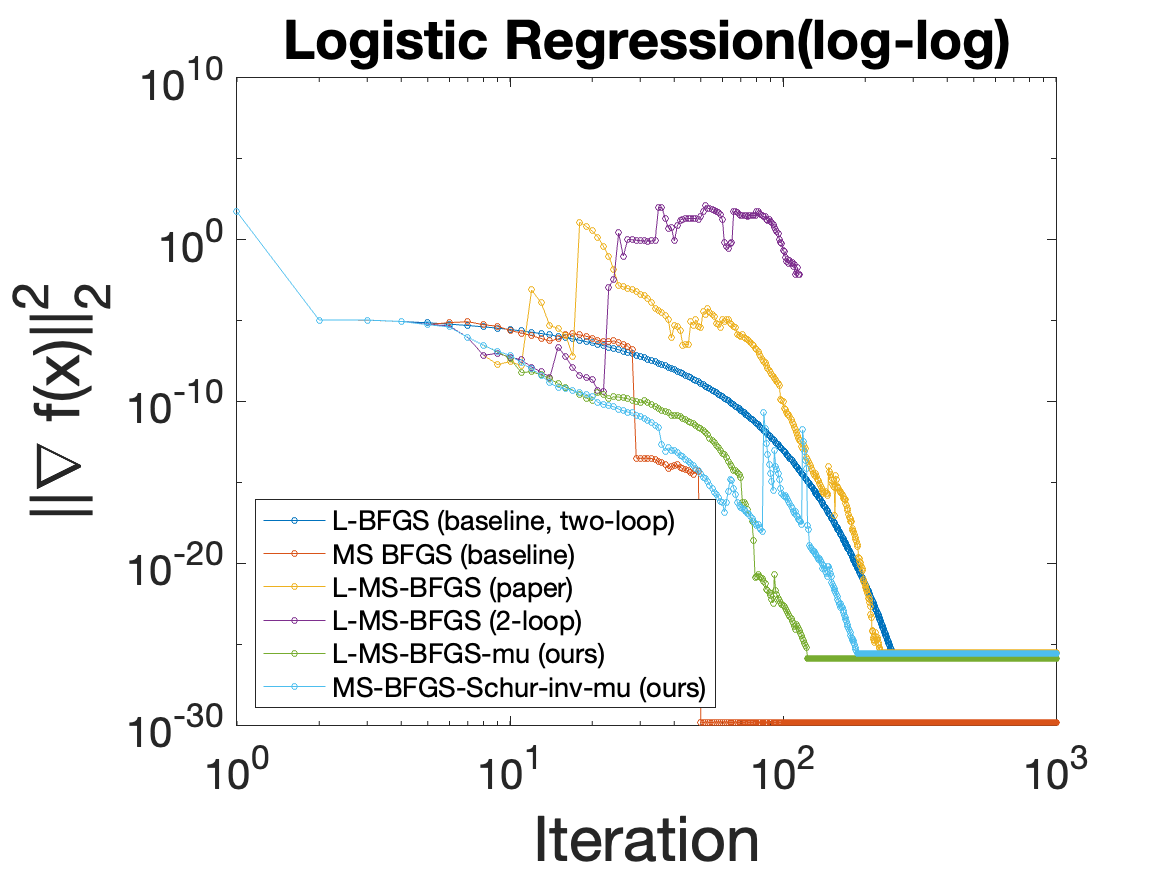 Logistic Regression(log-log)
10^10
10^0
10^-10
10^-20
10^-30
||∇ f(x)||_2^2
L-BFGS (baseline, two-loop)
MS BFGS (baseline)
L-MS-BFGS (paper)
L-MS-BFGS (2-loop)
L-MS-BFGS-mu (ours)
MS-BFGS-Schur-inv-mu (ours)
10^0 10^1 10^2 10^3
Iteration